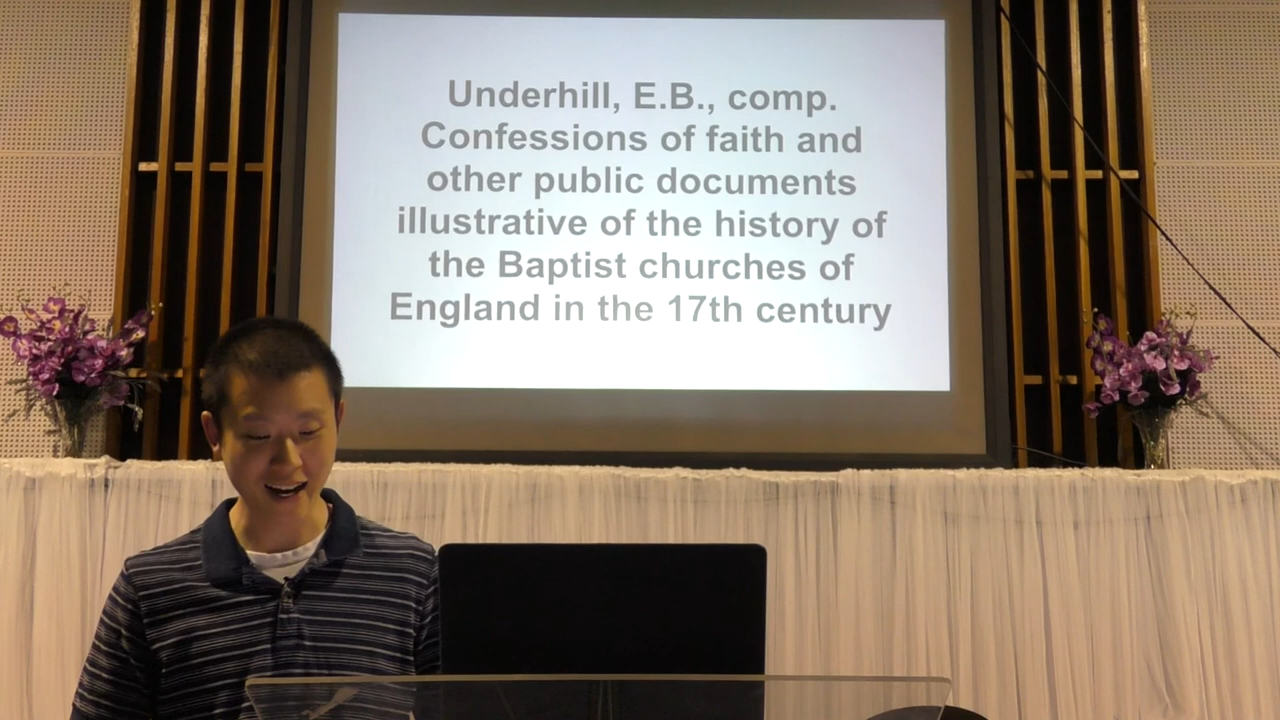 Underhill, E.B., comp.
Confessions of faith and
other public documents
illustrative of the history of
the Baptist churches of
England in the 17th century